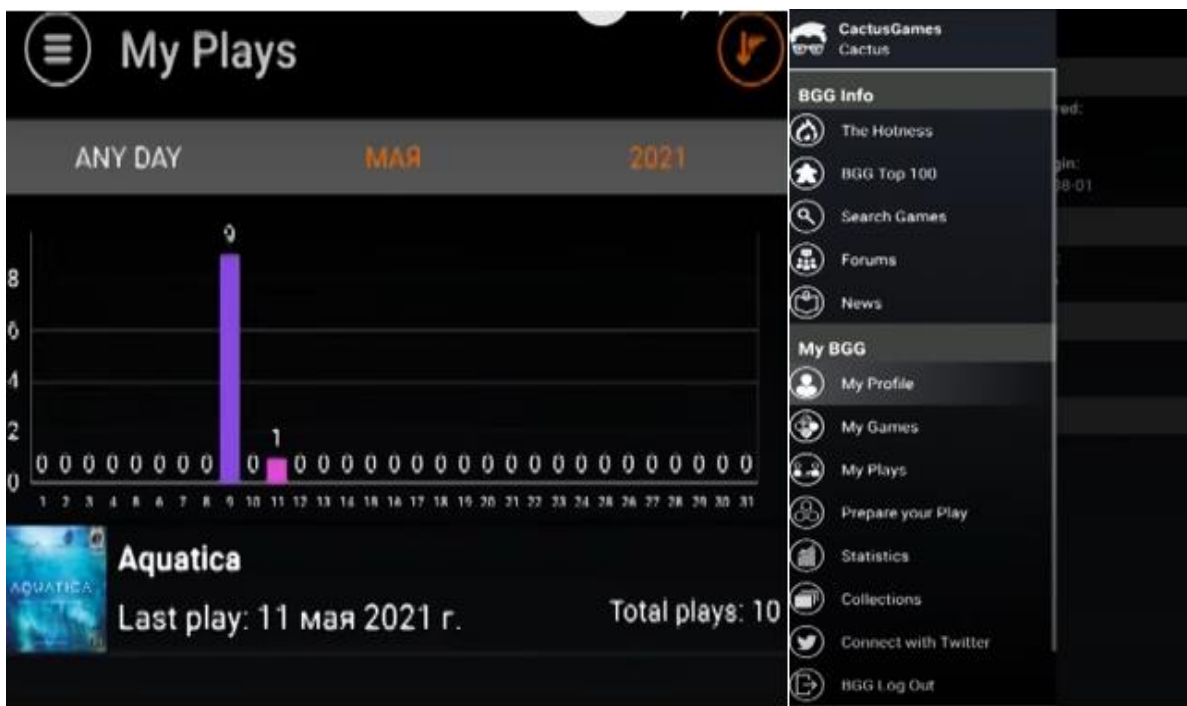 My Plays
ANY DAY МАЯ 2021
9
8
6
4
2
1
0 0 0 0 0 0 0 0 0 0 0 0 0 0 0 0 0 0 0 0 0 0 0 0 0 0 0 0 0
0
1 2 3 4 5 6 7 8 9 10 11 12 13 14 15 16 17 18 19 20 21 22 23 24 25 26 27 28 29 30 31
AQUATICA
Aquatica
Last play: 11 мая 2021 г.
Total plays: 10
CactusGames
Cactus
BGG Info
The Hotness
BGG Top 100
Search Games
Forums
News
My BGG
My Profile
My Games
My Plays
Prepare your Play
Statistics
Collections
Connect with Twitter
BGG Log Out
red:
gin:
08-01